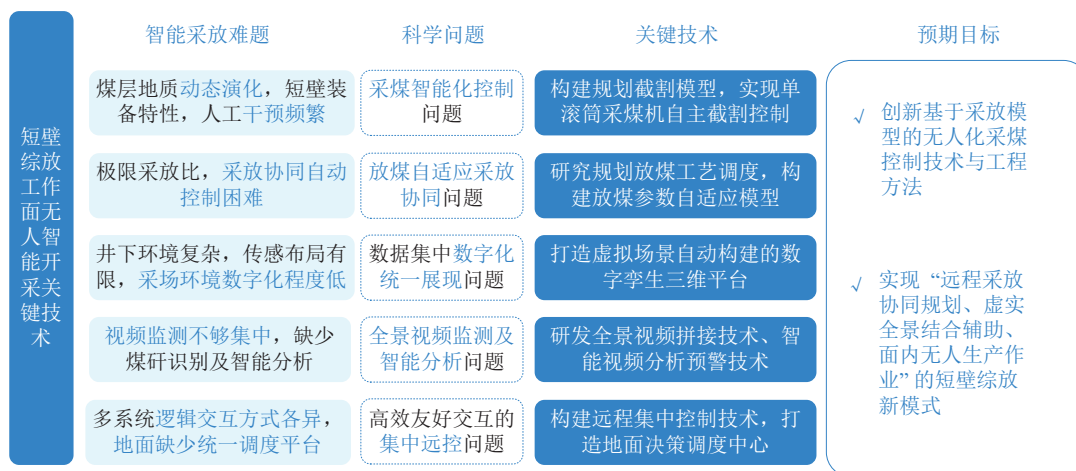 短壁
综放
工作
面无
人智
能开
采关
键技
术
智能采放难题
科学问题
关键技术
预期目标
煤层地质动态演化，短壁装
备特性，人工干预频繁
采煤智能化控制
问题
构建规划截割模型，实现单
滚筒采煤机自主截割控制
极限采放比，采放协同自动
控制困难
放煤自适应采放
协同问题
研究规划放煤工艺调度，构
建放煤参数自适应模型
井下环境复杂，传感布局有
限，采场环境数字化程度低
数据集中数字化
统一展现问题
打造虚拟场景自动构建的数
字孪生三维平台
视频监测不够集中，缺少
煤矸识别及智能分析
全景视频监测及
智能分析问题
研发全景视频拼接技术、智
能视频分析预警技术
多系统逻辑交互方式各异，
地面缺少统一调度平台
高效友好交互的
集中远控问题
构建远程集中控制技术，打
造地面决策调度中心
√ 创新基于采放模
型的无人化采煤
控制技术与工程
方法
√ 实现“远程采放
协同规划、虚实
全景结合辅助、
面内无人生产作
业”的短壁综放
新模式